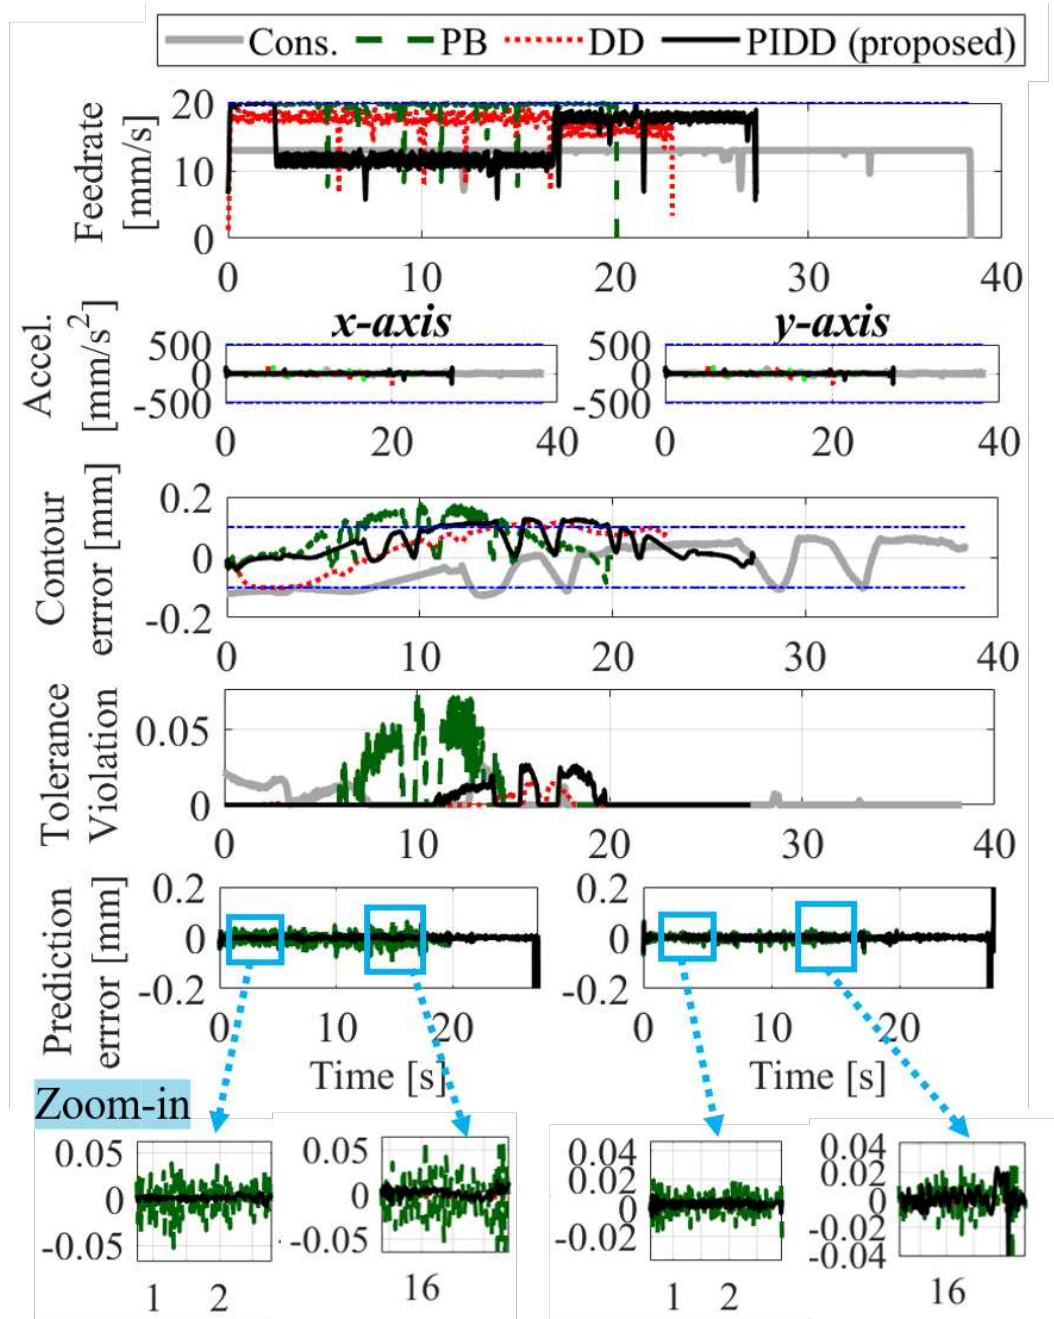 Cons. PB DD PIDD (proposed)
Feedrate
[mm/s]
20
10
0
0 10 20 30 40
Accel.
[mm/s²]
x-axis y-axis
500 500
0 0
-500 -500
0 20 40 0 20 40
Contour
errror [mm]
0.2
0
-0.2
0 10 20 30 40
Tolerance
Violation
0.05
0
0 10 20 30 40
Prediction
errror [mm]
0.2 0.2
0 0
-0.2 -0.2
0 10 20 0 10 20
Time [s] Time [s]
Zoom-in
0.05 0.05 0.04 0.04
0.02 0.02
0 0 0 0
-0.02 -0.02
-0.05 -0.05 -0.04
1 2 16 1 2 16